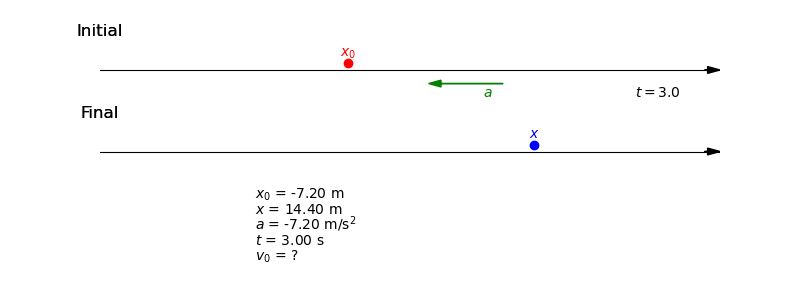 Initial
x₀
a
t = 3.0
Final
x
x₀ = -7.20 m
x = 14.40 m
a = -7.20 m/s²
t = 3.00 s
v₀ = ?